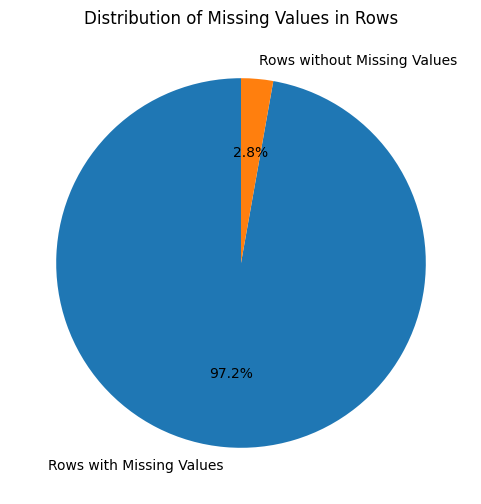 Distribution of Missing Values in Rows
Rows without Missing Values
2.8%
97.2%
Rows with Missing Values